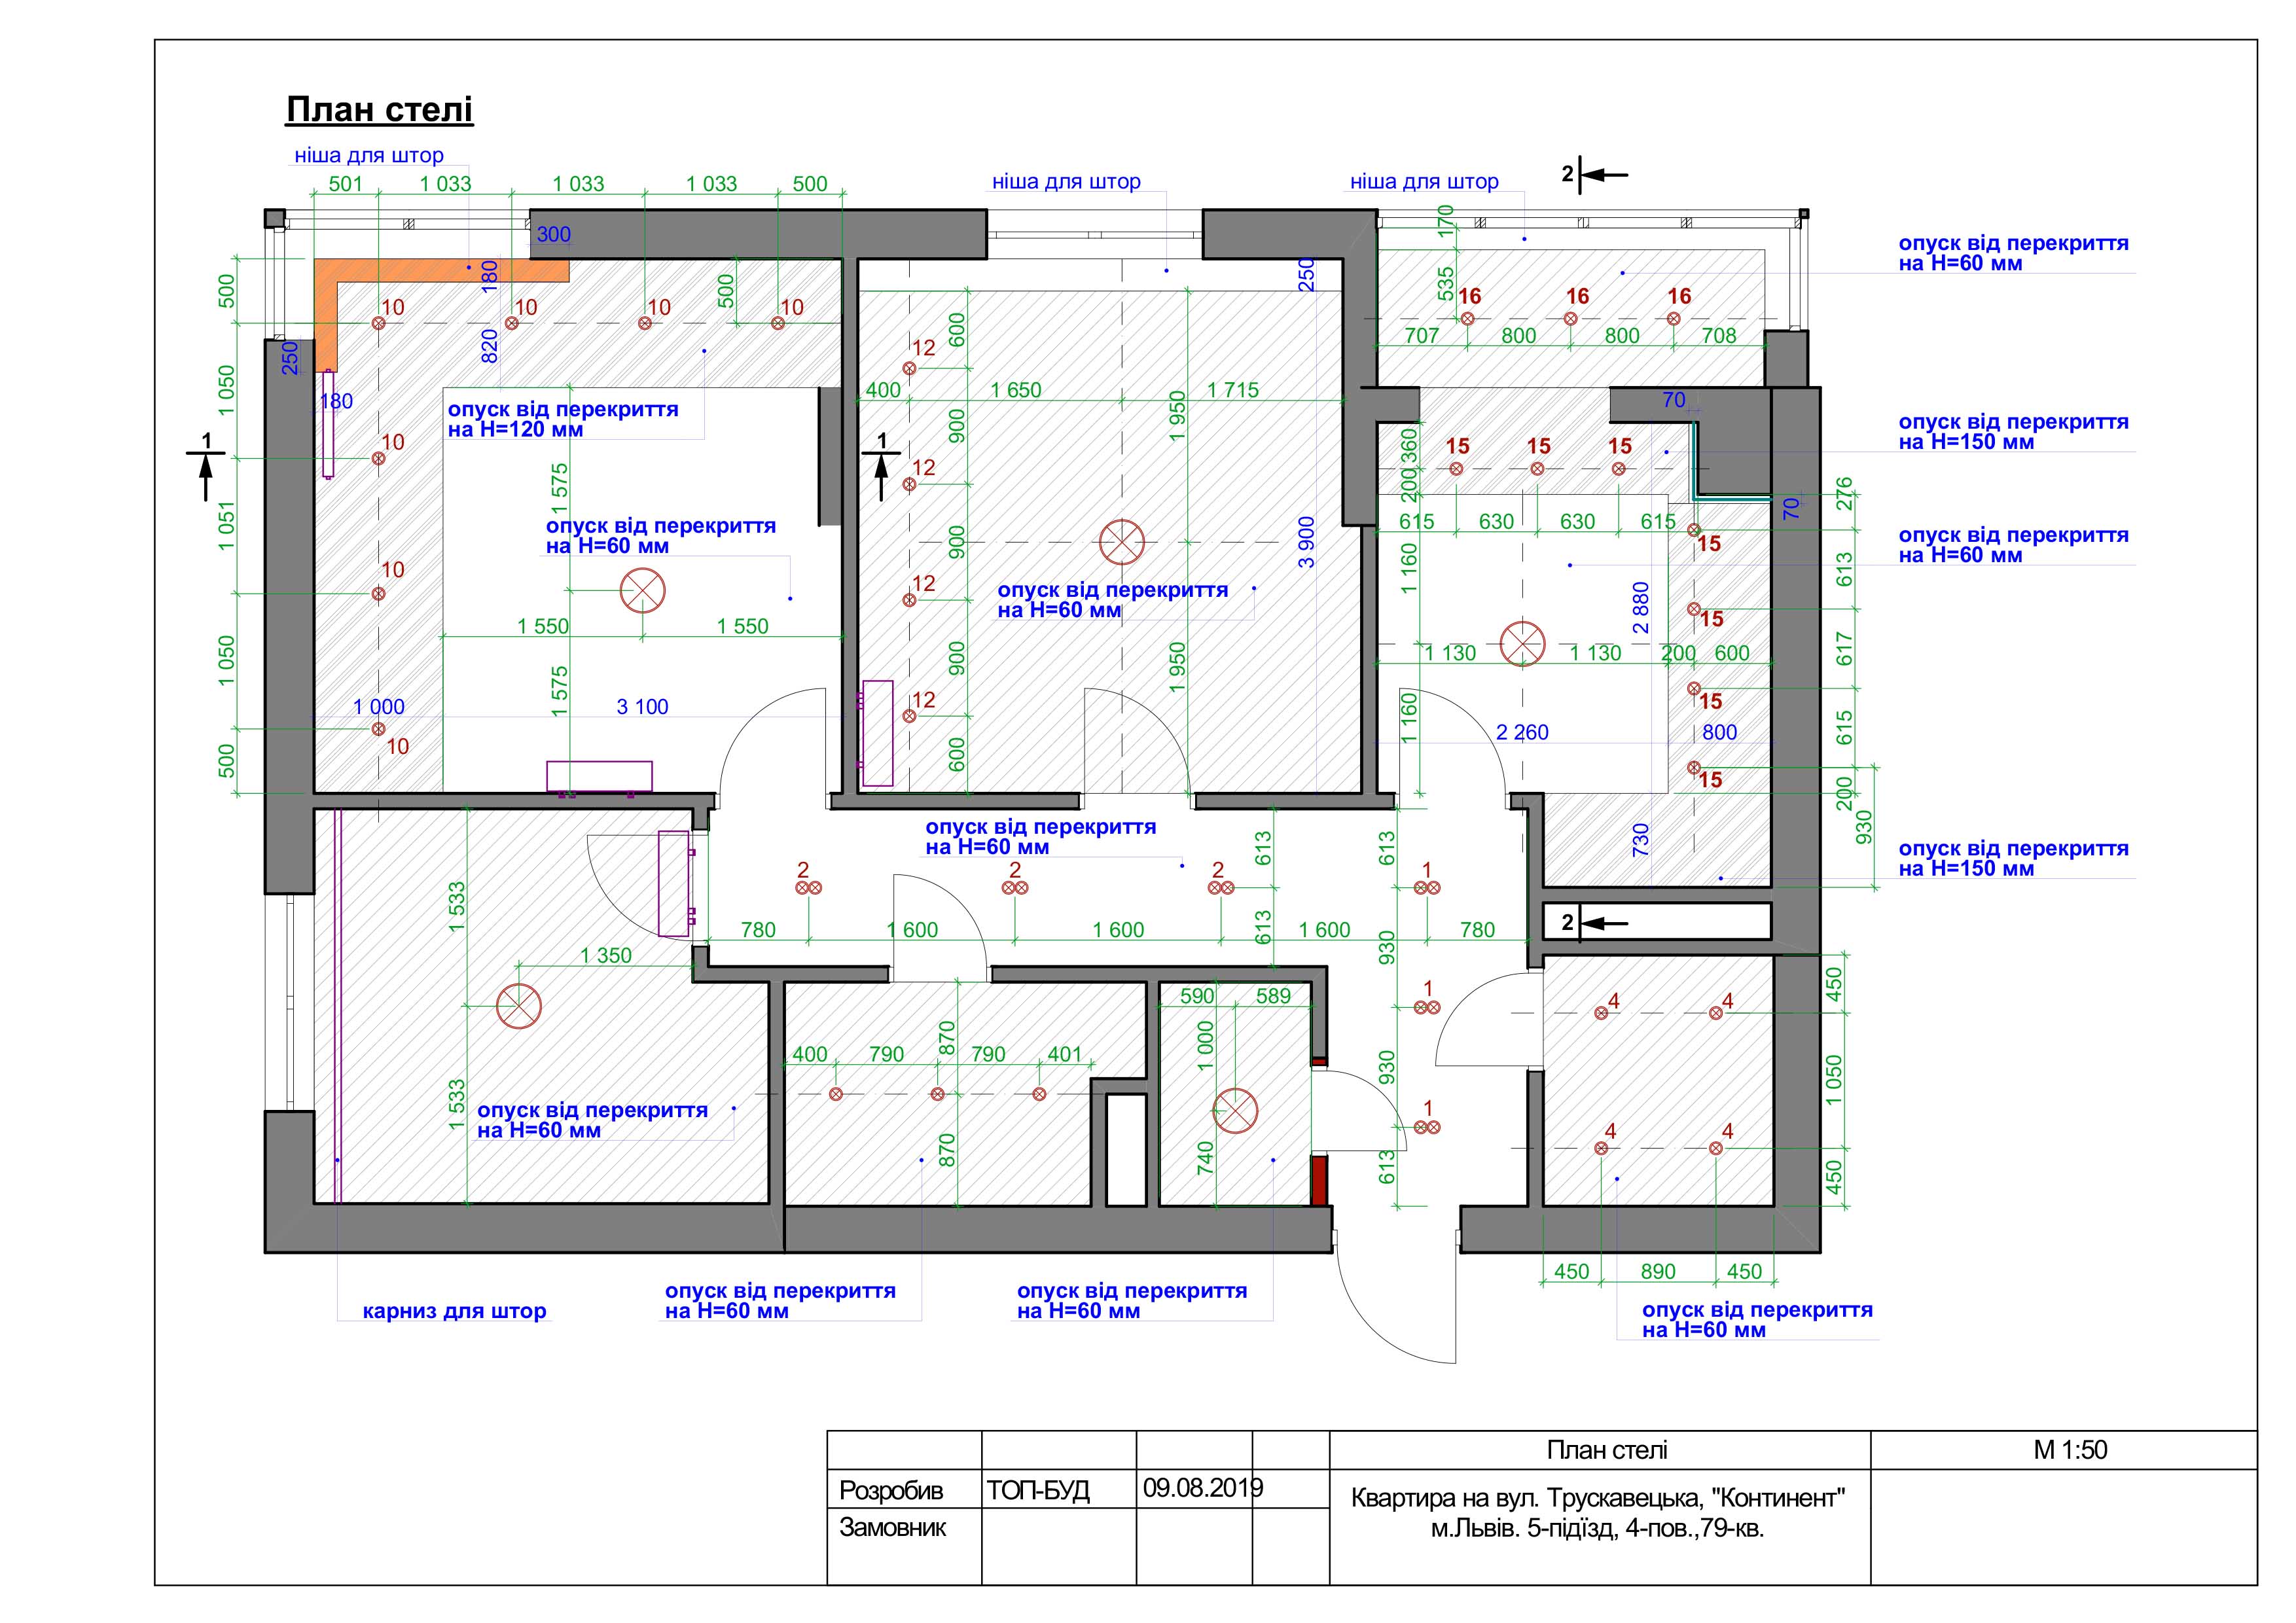 План стелі
ніша для штор
501 1 033 1 033 1 033 500
ніша для штор
ніша для штор
2
300
180
500
500
820
250
180
1 050
1 051
1 050
500
10 10 10 10
10
10
10
опуск від перекриття
на Н=120 мм
1
1
1 575
опуск від перекриття
на Н=60 мм
1 550 1 550
1 575
1 000 3 100
250
600
12
400 1 650 1 715
900
1 950
12
900
3 900
12
опуск від перекриття
на Н=60 мм
900
1 950
12
600
170
535
16 16 16
707 800 800 708
опуск від перекриття
на Н=60 мм
70
опуск від перекриття
на Н=150 мм
360
200
15 15 15
615 630 630 615
276
70
15
опуск від перекриття
на Н=60 мм
613
1 160
2 880
15
1 130 1 130 200 600
617
15
1 160
2 260 800
615
15
200
930
730
опуск від перекриття
на Н=150 мм
опуск від перекриття
на Н=60 мм
613
613
2 2 2 1
780 1 600 1 600 1 600 780
613
930
2
1 533
1 350
1 533
опуск від перекриття
на Н=60 мм
870
400 790 790 401
870
590 589
1 000
740
1
930
1
613
4 4
4 4
450
1 050
450
450 890 450
карниз для штор
опуск від перекриття
на Н=60 мм
опуск від перекриття
на Н=60 мм
опуск від перекриття
на Н=60 мм
План стелі М 1:50
Розробив ТОП-БУД 09.08.2019
Замовник
Квартира на вул. Трускавецька, "Континент"
м.Львів. 5-підїзд, 4-пов.,79-кв.